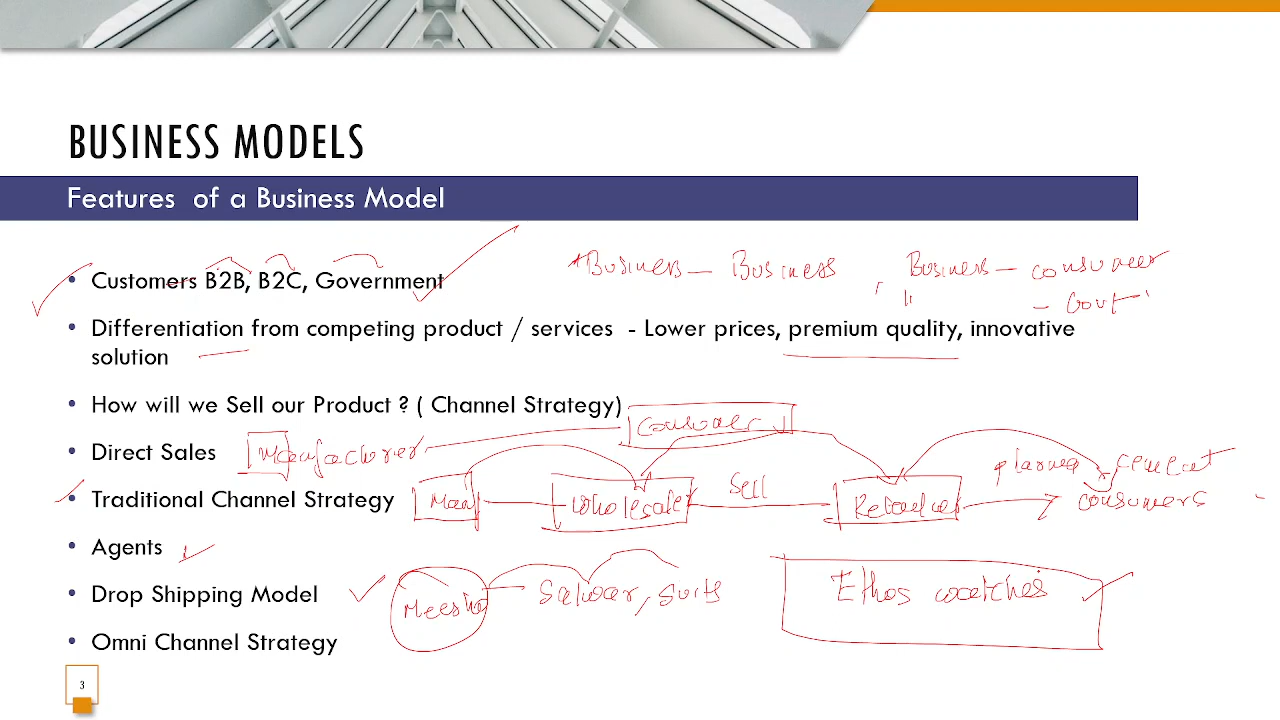 BUSINESS MODELS
Features of a Business Model
• Customers B2B, B2C, Government
Business - Business
Business - consumer
- Govt
• Differentiation from competing product / services - Lower prices, premium quality, innovative
solution
• How will we Sell our Product ? ( Channel Strategy)
• Direct Sales
Manufacturer
pharma cement
• Traditional Channel Strategy
Man
Wholesale
Sell
consumers
• Agents
• Drop Shipping Model
Meesho
Salwar, Suits
Ethos watches
• Omni Channel Strategy
3